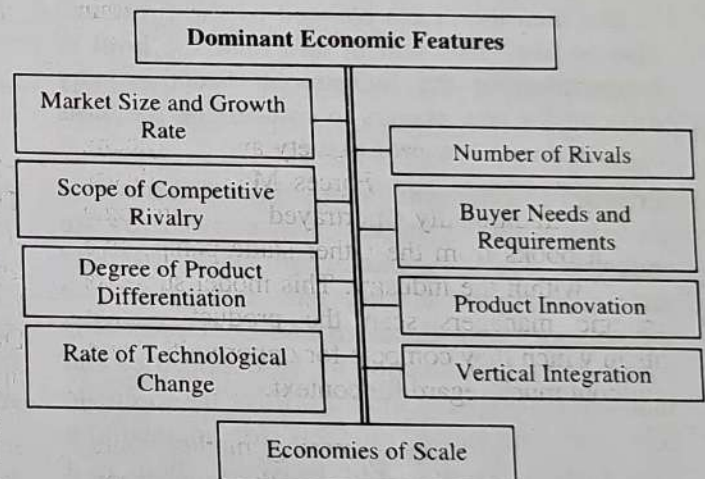 Dominant Economic Features
Market Size and Growth
Rate
Number of Rivals
Scope of Competitive
Rivalry
Buyer Needs and
Requirements
Degree of Product
Differentiation
Product Innovation
Rate of Technological
Change
Vertical Integration
Economies of Scale